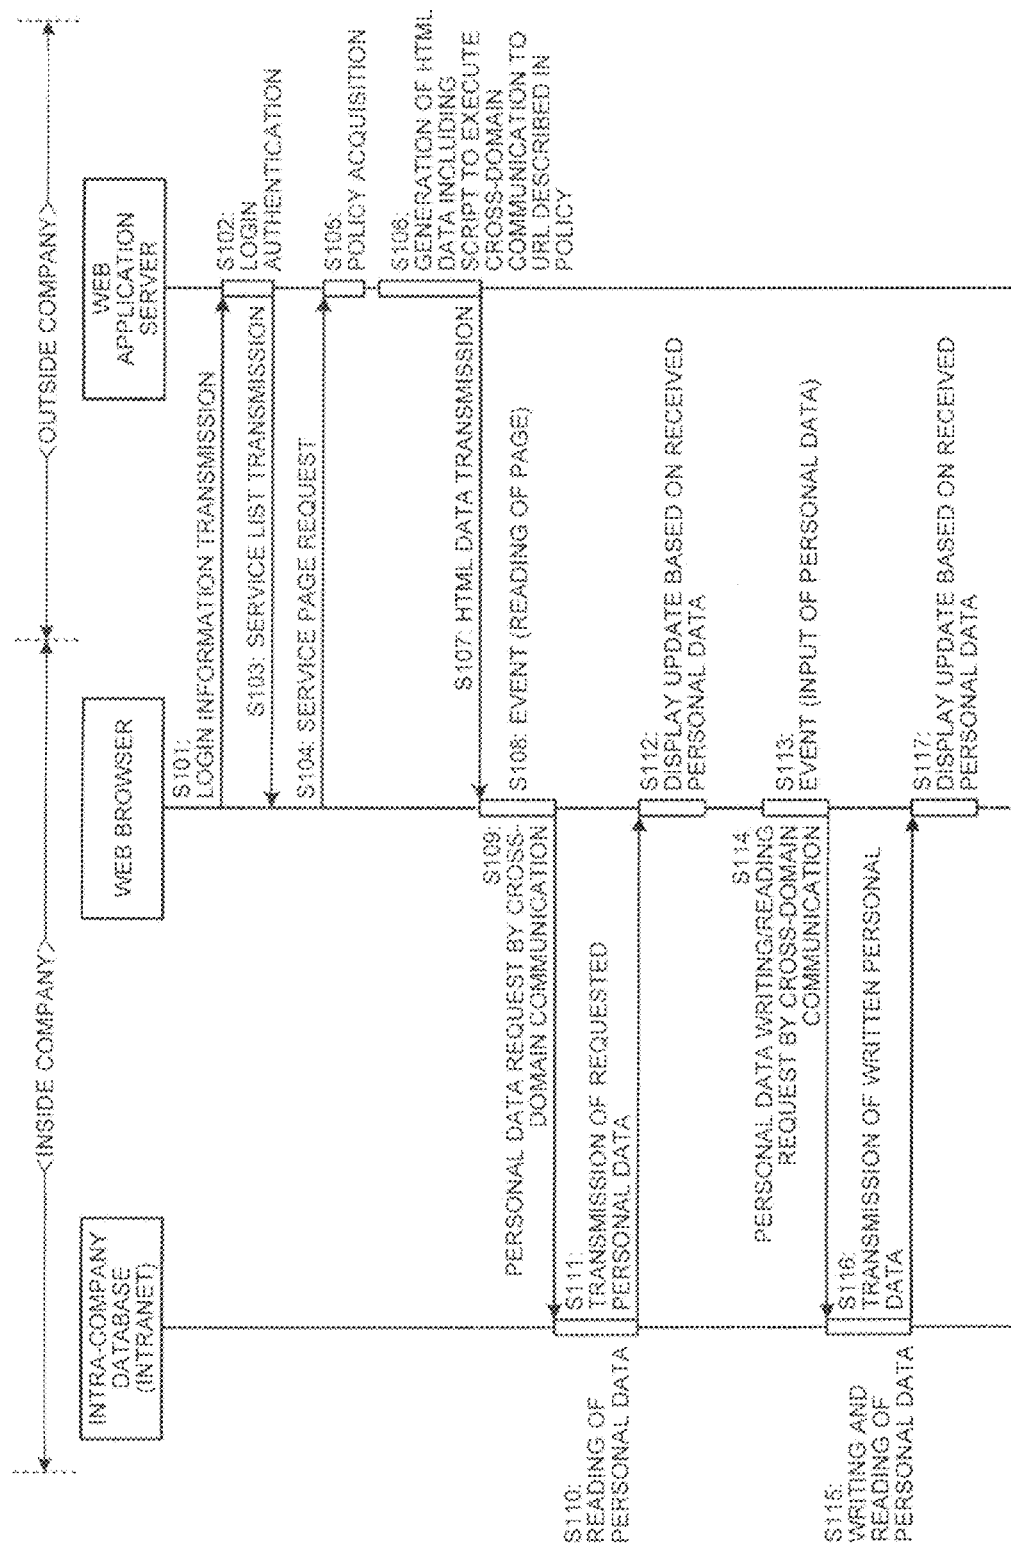 <INSIDE COMPANY>
<OUTSIDE COMPANY>
INTRA-COMPANY
DATABASE
(INTRANET)
WEB BROWSER
WEB
APPLICATION
SERVER
S101:
LOGIN INFORMATION TRANSMISSION
S102:
LOGIN
AUTHENTICATION
S103: SERVICE LIST TRANSMISSION
S104: SERVICE PAGE REQUEST
S105:
POLICY ACQUISITION
S106:
GENERATION OF HTML
DATA INCLUDING
SCRIPT TO EXECUTE
CROSS-DOMAIN
COMMUNICATION TO
URL DESCRIBED IN
POLICY
S107: HTML DATA TRANSMISSION
S108: EVENT (READING OF PAGE)
S109:
PERSONAL DATA REQUEST BY CROSS-
DOMAIN COMMUNICATION
S110:
READING OF
PERSONAL DATA
S111:
TRANSMISSION OF REQUESTED
PERSONAL DATA
S112:
DISPLAY UPDATE BASED ON RECEIVED
PERSONAL DATA
S113:
EVENT (INPUT OF PERSONAL DATA)
S114:
PERSONAL DATA WRITING/READING
REQUEST BY CROSS-DOMAIN
COMMUNICATION
S115:
WRITING AND
READING OF
PERSONAL DATA
S116:
TRANSMISSION OF WRITTEN PERSONAL
DATA
S117:
DISPLAY UPDATE BASED ON RECEIVED
PERSONAL DATA